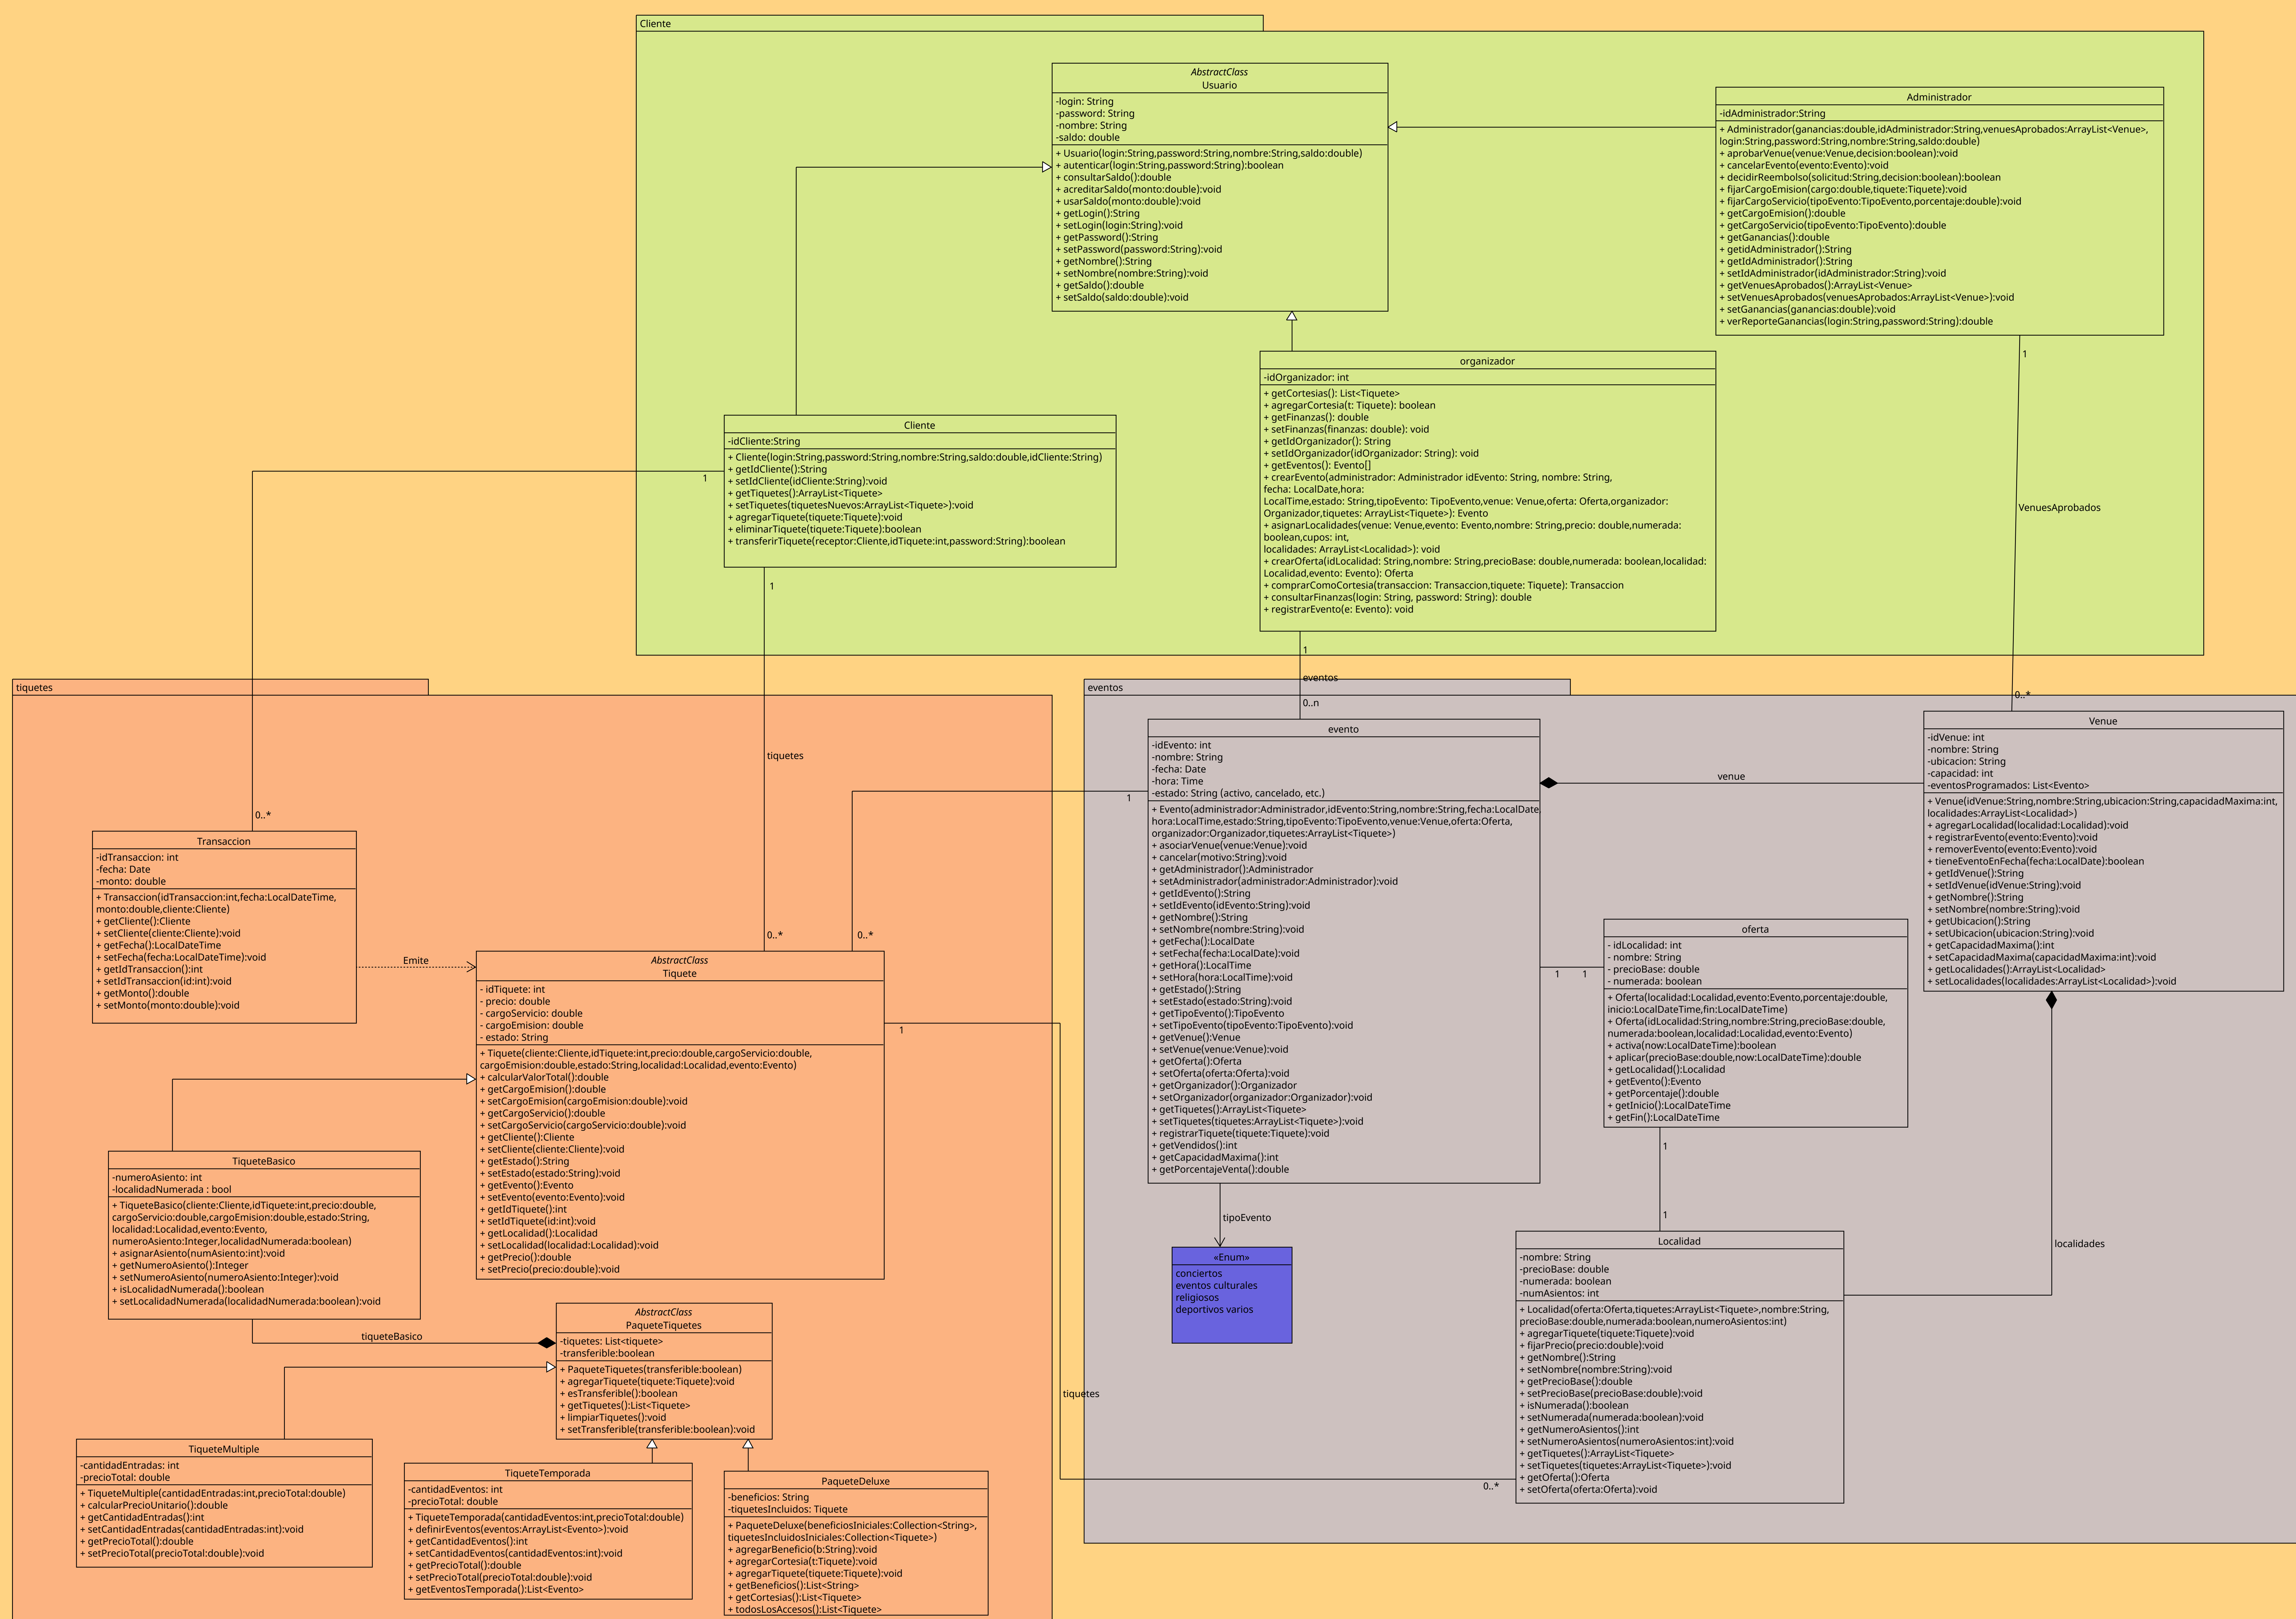 Cliente
AbstractClass
Usuario
-login: String
-password: String
-nombre: String
-saldo: double
+ Usuario(login:String,password:String,nombre:String,saldo:double)
+ autenticar(login:String,password:String):boolean
+ consultarSaldo():double
+ acreditarSaldo(monto:double):void
+ usarSaldo(monto:double):void
+ getLogin():String
+ setLogin(login:String):void
+ getPassword():String
+ setPassword(password:String):void
+ getNombre():String
+ setNombre(nombre:String):void
+ getSaldo():double
+ setSaldo(saldo:double):void
Administrador
-idAdministrador:String
+ Administrador(ganancias:double,idAdministrador:String,venuesAprobados:ArrayList<Venue>,
login:String,password:String,nombre:String,saldo:double)
+ aprobarVenue(venue:Venue,decision:boolean):void
+ cancelarEvento(evento:Evento):void
+ decidirReembolso(solicitud:String,decision:boolean):boolean
+ fijarCargoEmision(cargo:double,tiquete:Tiquete):void
+ fijarCargoServicio(tipoEvento:TipoEvento,porcentaje:double):void
+ getCargoEmision():double
+ getCargoServicio(tipoEvento:TipoEvento):double
+ getGanancias():double
+ getidAdministrador():String
+ getIdAdministrador():String
+ setIdAdministrador(idAdministrador:String):void
+ getVenuesAprobados():ArrayList<Venue>
+ setVenuesAprobados(venuesAprobados:ArrayList<Venue>):void
+ setGanancias(ganancias:double):void
+ verReporteGanancias(login:String,password:String):double
1
VenuesAprobados
0..*
organizador
-idOrganizador: int
+ getCortesias(): List<Tiquete>
+ agregarCortesia(t: Tiquete): boolean
+ getFinanzas(): double
+ setFinanzas(finanzas: double): void
+ getIdOrganizador(): String
+ setIdOrganizador(idOrganizador: String): void
+ getEventos(): Evento[]
+ crearEvento(administrador: Administrador idEvento: String, nombre: String,
fecha: LocalDate,hora:
LocalTime,estado: String,tipoEvento: TipoEvento,venue: Venue,oferta: Oferta,organizador:
Organizador,tiquetes: ArrayList<Tiquete>): Evento
+ asignarLocalidades(venue: Venue,evento: Evento,nombre: String,precio: double,numerada:
boolean,cupos: int,
localidades: ArrayList<Localidad>): void
+ crearOferta(idLocalidad: String,nombre: String,precioBase: double,numerada: boolean,localidad:
Localidad,evento: Evento): Oferta
+ comprarComoCortesia(transaccion: Transaccion,tiquete: Tiquete): Transaccion
+ consultarFinanzas(login: String, password: String): double
+ registrarEvento(e: Evento): void
1
eventos
0..n
Cliente
-idCliente:String
+ Cliente(login:String,password:String,nombre:String,saldo:double,idCliente:String)
+ getIdCliente():String
+ setIdCliente(idCliente:String):void
+ getTiquetes():ArrayList<Tiquete>
+ setTiquetes(tiquetesNuevos:ArrayList<Tiquete>):void
+ agregarTiquete(tiquete:Tiquete):void
+ eliminarTiquete(tiquete:Tiquete):boolean
+ transferirTiquete(receptor:Cliente,idTiquete:int,password:String):boolean
1
0..*
1
tiquetes
0..*
tiquetes
Transaccion
-idTransaccion: int
-fecha: Date
-monto: double
+ Transaccion(idTransaccion:int,fecha:LocalDateTime,
monto:double,cliente:Cliente)
+ getCliente():Cliente
+ setCliente(cliente:Cliente):void
+ getFecha():LocalDateTime
+ setFecha(fecha:LocalDateTime):void
+ getIdTransaccion():int
+ setIdTransaccion(id:int):void
+ getMonto():double
+ setMonto(monto:double):void
Emite
AbstractClass
Tiquete
- idTiquete: int
- precio: double
- cargoServicio: double
- cargoEmision: double
- estado: String
+ Tiquete(cliente:Cliente,idTiquete:int,precio:double,cargoServicio:double,
cargoEmision:double,estado:String,localidad:Localidad,evento:Evento)
+ calcularValorTotal():double
+ getCargoEmision():double
+ setCargoEmision(cargoEmision:double):void
+ getCargoServicio():double
+ setCargoServicio(cargoServicio:double):void
+ getCliente():Cliente
+ setCliente(cliente:Cliente):void
+ getEstado():String
+ setEstado(estado:String):void
+ getEvento():Evento
+ setEvento(evento:Evento):void
+ getIdTiquete():int
+ setIdTiquete(id:int):void
+ getLocalidad():Localidad
+ setLocalidad(localidad:Localidad):void
+ getPrecio():double
+ setPrecio(precio:double):void
1
tiquetes
0..*
TiqueteBasico
-numeroAsiento: int
-localidadNumerada : bool
+ TiqueteBasico(cliente:Cliente,idTiquete:int,precio:double,
cargoServicio:double,cargoEmision:double,estado:String,
localidad:Localidad,evento:Evento,
numeroAsiento:Integer,localidadNumerada:boolean)
+ asignarAsiento(numAsiento:int):void
+ getNumeroAsiento():Integer
+ setNumeroAsiento(numeroAsiento:Integer):void
+ isLocalidadNumerada():boolean
+ setLocalidadNumerada(localidadNumerada:boolean):void
tiqueteBasico
AbstractClass
PaqueteTiquetes
-tiquetes: List<tiquete>
-transferible:boolean
+ PaqueteTiquetes(transferible:boolean)
+ agregarTiquete(tiquete:Tiquete):void
+ esTransferible():boolean
+ getTiquetes():List<Tiquete>
+ limpiarTiquetes():void
+ setTransferible(transferible:boolean):void
TiqueteMultiple
-cantidadEntradas: int
-precioTotal: double
+ TiqueteMultiple(cantidadEntradas:int,precioTotal:double)
+ calcularPrecioUnitario():double
+ getCantidadEntradas():int
+ setCantidadEntradas(cantidadEntradas:int):void
+ getPrecioTotal():double
+ setPrecioTotal(precioTotal:double):void
TiqueteTemporada
-cantidadEventos: int
-precioTotal: double
+ TiqueteTemporada(cantidadEventos:int,precioTotal:double)
+ definirEventos(eventos:ArrayList<Evento>):void
+ getCantidadEventos():int
+ setCantidadEventos(cantidadEventos:int):void
+ getPrecioTotal():double
+ setPrecioTotal(precioTotal:double):void
+ getEventosTemporada():List<Evento>
PaqueteDeluxe
-beneficios: String
-tiquetesIncluidos: Tiquete
+ PaqueteDeluxe(beneficiosIniciales:Collection<String>,
tiquetesIncluidosIniciales:Collection<Tiquete>)
+ agregarBeneficio(b:String):void
+ agregarCortesia(t:Tiquete):void
+ agregarTiquete(tiquete:Tiquete):void
+ getBeneficios():List<String>
+ getCortesias():List<Tiquete>
+ todosLosAccesos():List<Tiquete>
eventos
evento
-idEvento: int
-nombre: String
-fecha: Date
-hora: Time
-estado: String (activo, cancelado, etc.)
+ Evento(administrador:Administrador,idEvento:String,nombre:String,fecha:LocalDate,
hora:LocalTime,estado:String,tipoEvento:TipoEvento,venue:Venue,oferta:Oferta,
organizador:Organizador,tiquetes:ArrayList<Tiquete>)
+ asociarVenue(venue:Venue):void
+ cancelar(motivo:String):void
+ getAdministrador():Administrador
+ setAdministrador(administrador:Administrador):void
+ getIdEvento():String
+ setIdEvento(idEvento:String):void
+ getNombre():String
+ setNombre(nombre:String):void
+ getFecha():LocalDate
+ setFecha(fecha:LocalDate):void
+ getHora():LocalTime
+ setHora(hora:LocalTime):void
+ getEstado():String
+ setEstado(estado:String):void
+ getTipoEvento():TipoEvento
+ setTipoEvento(tipoEvento:TipoEvento):void
+ getVenue():Venue
+ setVenue(venue:Venue):void
+ getOferta():Oferta
+ setOferta(oferta:Oferta):void
+ getOrganizador():Organizador
+ setOrganizador(organizador:Organizador):void
+ getTiquetes():ArrayList<Tiquete>
+ setTiquetes(tiquetes:ArrayList<Tiquete>):void
+ registrarTiquete(tiquete:Tiquete):void
+ getVendidos():int
+ getCapacidadMaxima():int
+ getPorcentajeVenta():double
1
0..*
venue
1
1
tipoEvento
«Enum»
conciertos
eventos culturales
religiosos
deportivos varios
oferta
- idLocalidad: int
- nombre: String
- precioBase: double
- numerada: boolean
+ Oferta(localidad:Localidad,evento:Evento,porcentaje:double,
inicio:LocalDateTime,fin:LocalDateTime)
+ Oferta(idLocalidad:String,nombre:String,precioBase:double,
numerada:boolean,localidad:Localidad,evento:Evento)
+ activa(now:LocalDateTime):boolean
+ aplicar(precioBase:double,now:LocalDateTime):double
+ getLocalidad():Localidad
+ getEvento():Evento
+ getPorcentaje():double
+ getInicio():LocalDateTime
+ getFin():LocalDateTime
1
1
Venue
-idVenue: int
-nombre: String
-ubicacion: String
-capacidad: int
-eventosProgramados: List<Evento>
+ Venue(idVenue:String,nombre:String,ubicacion:String,capacidadMaxima:int,
localidades:ArrayList<Localidad>)
+ agregarLocalidad(localidad:Localidad):void
+ registrarEvento(evento:Evento):void
+ removerEvento(evento:Evento):void
+ tieneEventoEnFecha(fecha:LocalDate):boolean
+ getIdVenue():String
+ setIdVenue(idVenue:String):void
+ getNombre():String
+ setNombre(nombre:String):void
+ getUbicacion():String
+ setUbicacion(ubicacion:String):void
+ getCapacidadMaxima():int
+ setCapacidadMaxima(capacidadMaxima:int):void
+ getLocalidades():ArrayList<Localidad>
+ setLocalidades(localidades:ArrayList<Localidad>):void
localidades
Localidad
-nombre: String
-precioBase: double
-numerada: boolean
-numAsientos: int
+ Localidad(oferta:Oferta,tiquetes:ArrayList<Tiquete>,nombre:String,
precioBase:double,numerada:boolean,numeroAsientos:int)
+ agregarTiquete(tiquete:Tiquete):void
+ fijarPrecio(precio:double):void
+ getNombre():String
+ setNombre(nombre:String):void
+ getPrecioBase():double
+ setPrecioBase(precioBase:double):void
+ isNumerada():boolean
+ setNumerada(numerada:boolean):void
+ getNumeroAsientos():int
+ setNumeroAsientos(numeroAsientos:int):void
+ getTiquetes():ArrayList<Tiquete>
+ setTiquetes(tiquetes:ArrayList<Tiquete>):void
+ getOferta():Oferta
+ setOferta(oferta:Oferta):void